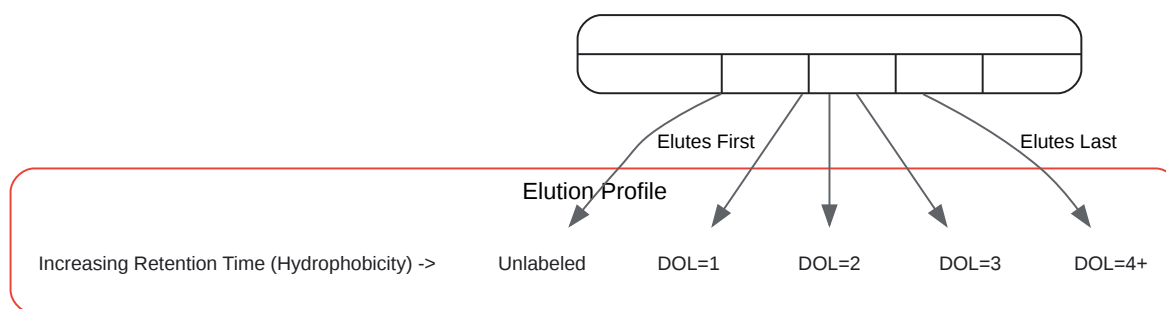 Elutes First
Elutes Last
Elution Profile
Increasing Retention Time (Hydrophobicity) -> Unlabeled DOL=1 DOL=2 DOL=3 DOL=4+